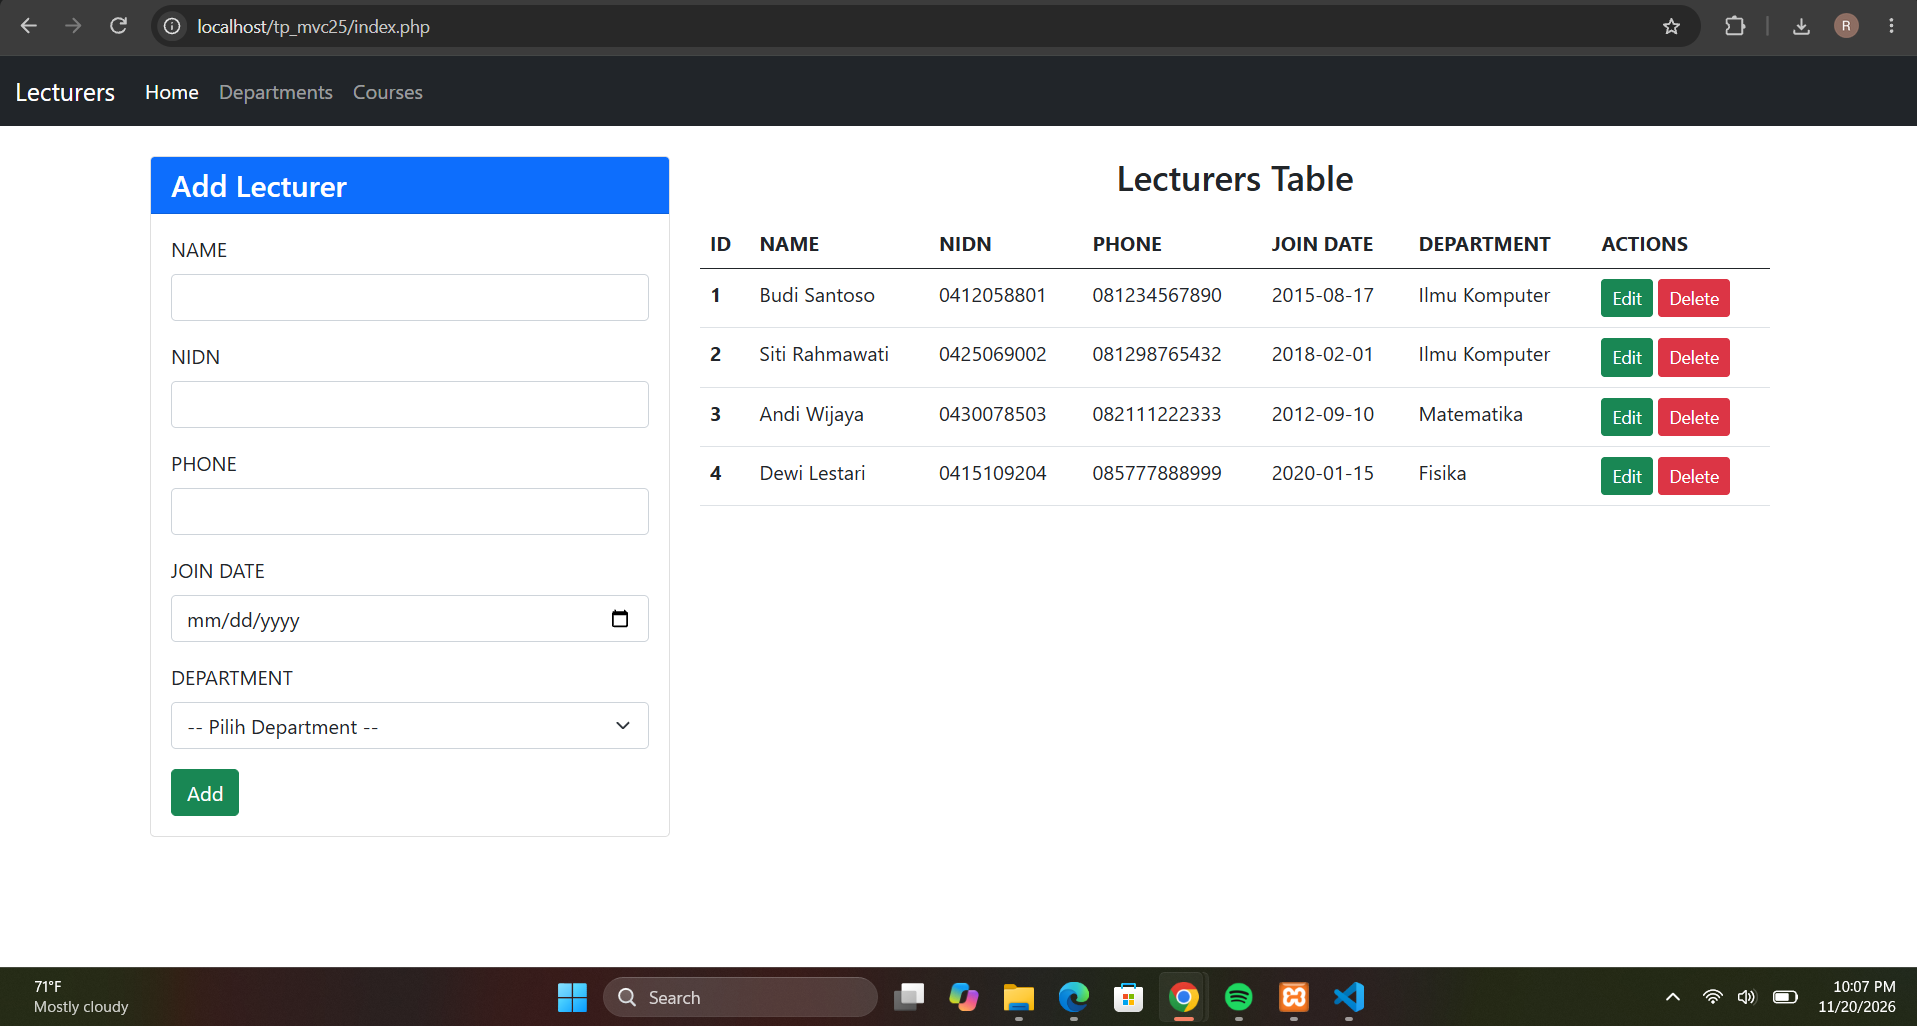 localhost/tp_mvc25/index.php
R
Lecturers Home Departments Courses
Add Lecturer
NAME
NIDN
PHONE
JOIN DATE
mm/dd/yyyy
DEPARTMENT
-- Pilih Department --
Add
Lecturers Table
ID NAME NIDN PHONE JOIN DATE DEPARTMENT ACTIONS
1 Budi Santoso 0412058801 081234567890 2015-08-17 Ilmu Komputer Edit Delete
2 Siti Rahmawati 0425069002 081298765432 2018-02-01 Ilmu Komputer Edit Delete
3 Andi Wijaya 0430078503 082111222333 2012-09-10 Matematika Edit Delete
4 Dewi Lestari 0415109204 085777888999 2020-01-15 Fisika Edit Delete
71°F
Mostly cloudy
Search
10:07 PM
11/20/2026